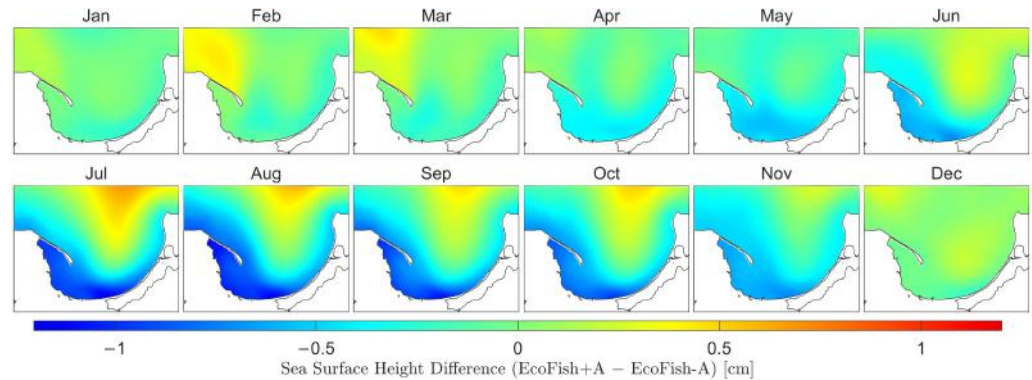 Jan Feb Mar Apr May Jun
Jul Aug Sep Oct Nov Dec
−1 −0.5 0 0.5 1
Sea Surface Height Difference (EcoFish+A − EcoFish-A) [cm]